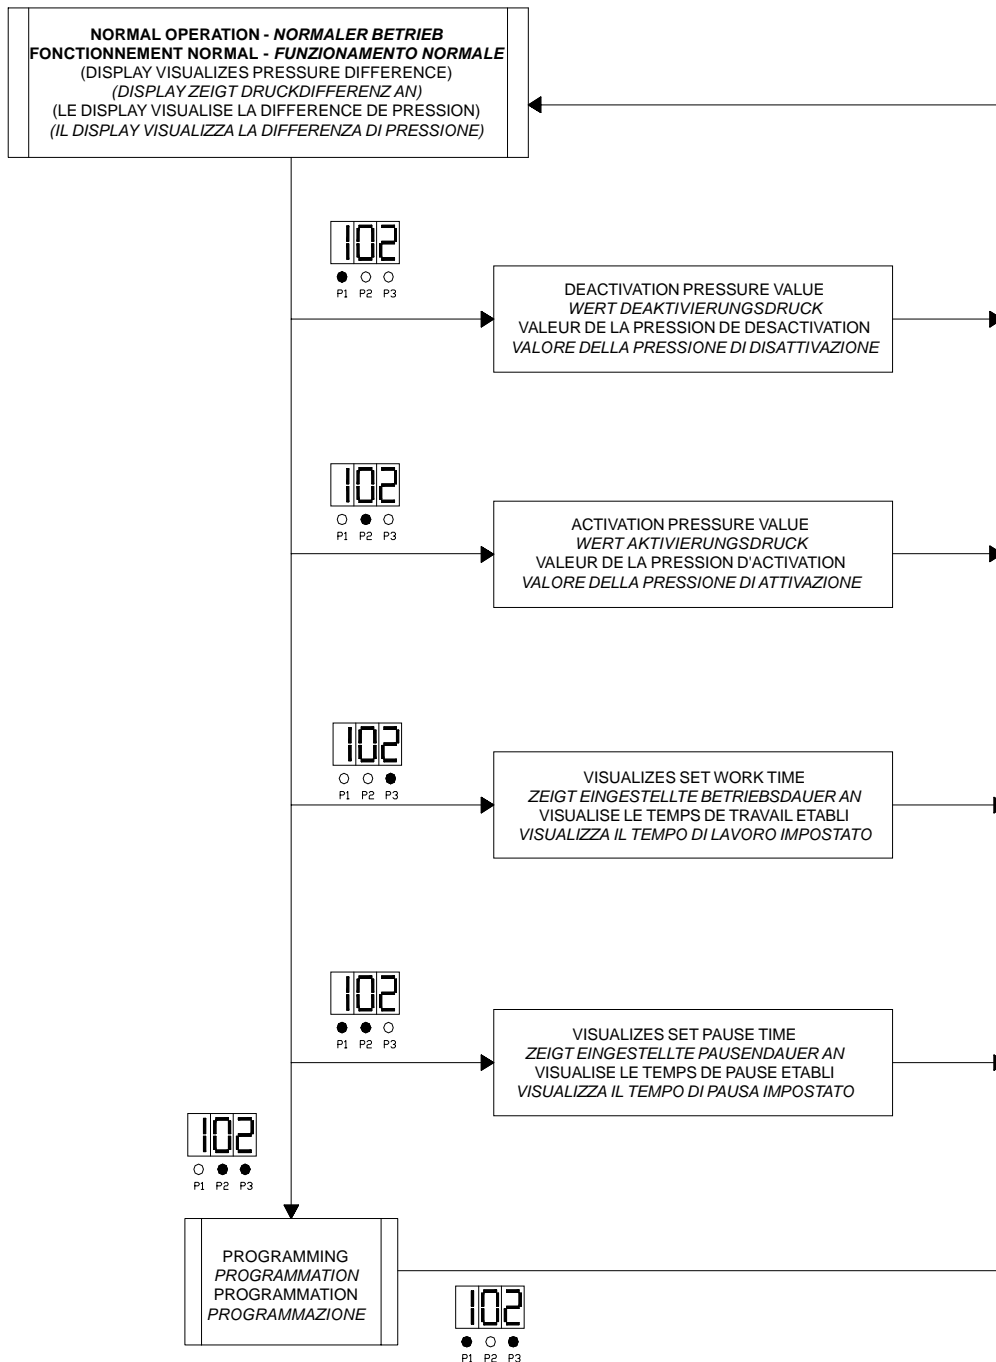 NORMAL OPERATION - NORMALER BETRIEB
FONCTIONNEMENT NORMAL - FUNZIONAMENTO NORMALE
(DISPLAY VISUALIZES PRESSURE DIFFERENCE)
(DISPLAY ZEIGT DRUCKDIFFERENZ AN)
(LE DISPLAY VISUALISE LA DIFFERENCE DE PRESSION)
(IL DISPLAY VISUALIZZA LA DIFFERENZA DI PRESSIONE)
102
P1 P2 P3
DEACTIVATION PRESSURE VALUE
WERT DEAKTIVIERUNGSDRUCK
VALEUR DE LA PRESSION DE DESACTIVATION
VALORE DELLA PRESSIONE DI DISATTIVAZIONE
102
P1 P2 P3
ACTIVATION PRESSURE VALUE
WERT AKTIVIERUNGSDRUCK
VALEUR DE LA PRESSION D'ACTIVATION
VALORE DELLA PRESSIONE DI ATTIVAZIONE
102
P1 P2 P3
VISUALIZES SET WORK TIME
ZEIGT EINGESTELLTE BETRIEBSDAUER AN
VISUALISE LE TEMPS DE TRAVAIL ETABLI
VISUALIZZA IL TEMPO DI LAVORO IMPOSTATO
102
P1 P2 P3
VISUALIZES SET PAUSE TIME
ZEIGT EINGESTELLTE PAUSENDAUER AN
VISUALISE LE TEMPS DE PAUSE ETABLI
VISUALIZZA IL TEMPO DI PAUSA IMPOSTATO
102
P1 P2 P3
PROGRAMMING
PROGRAMMATION
PROGRAMMATION
PROGRAMMAZIONE
102
P1 P2 P3